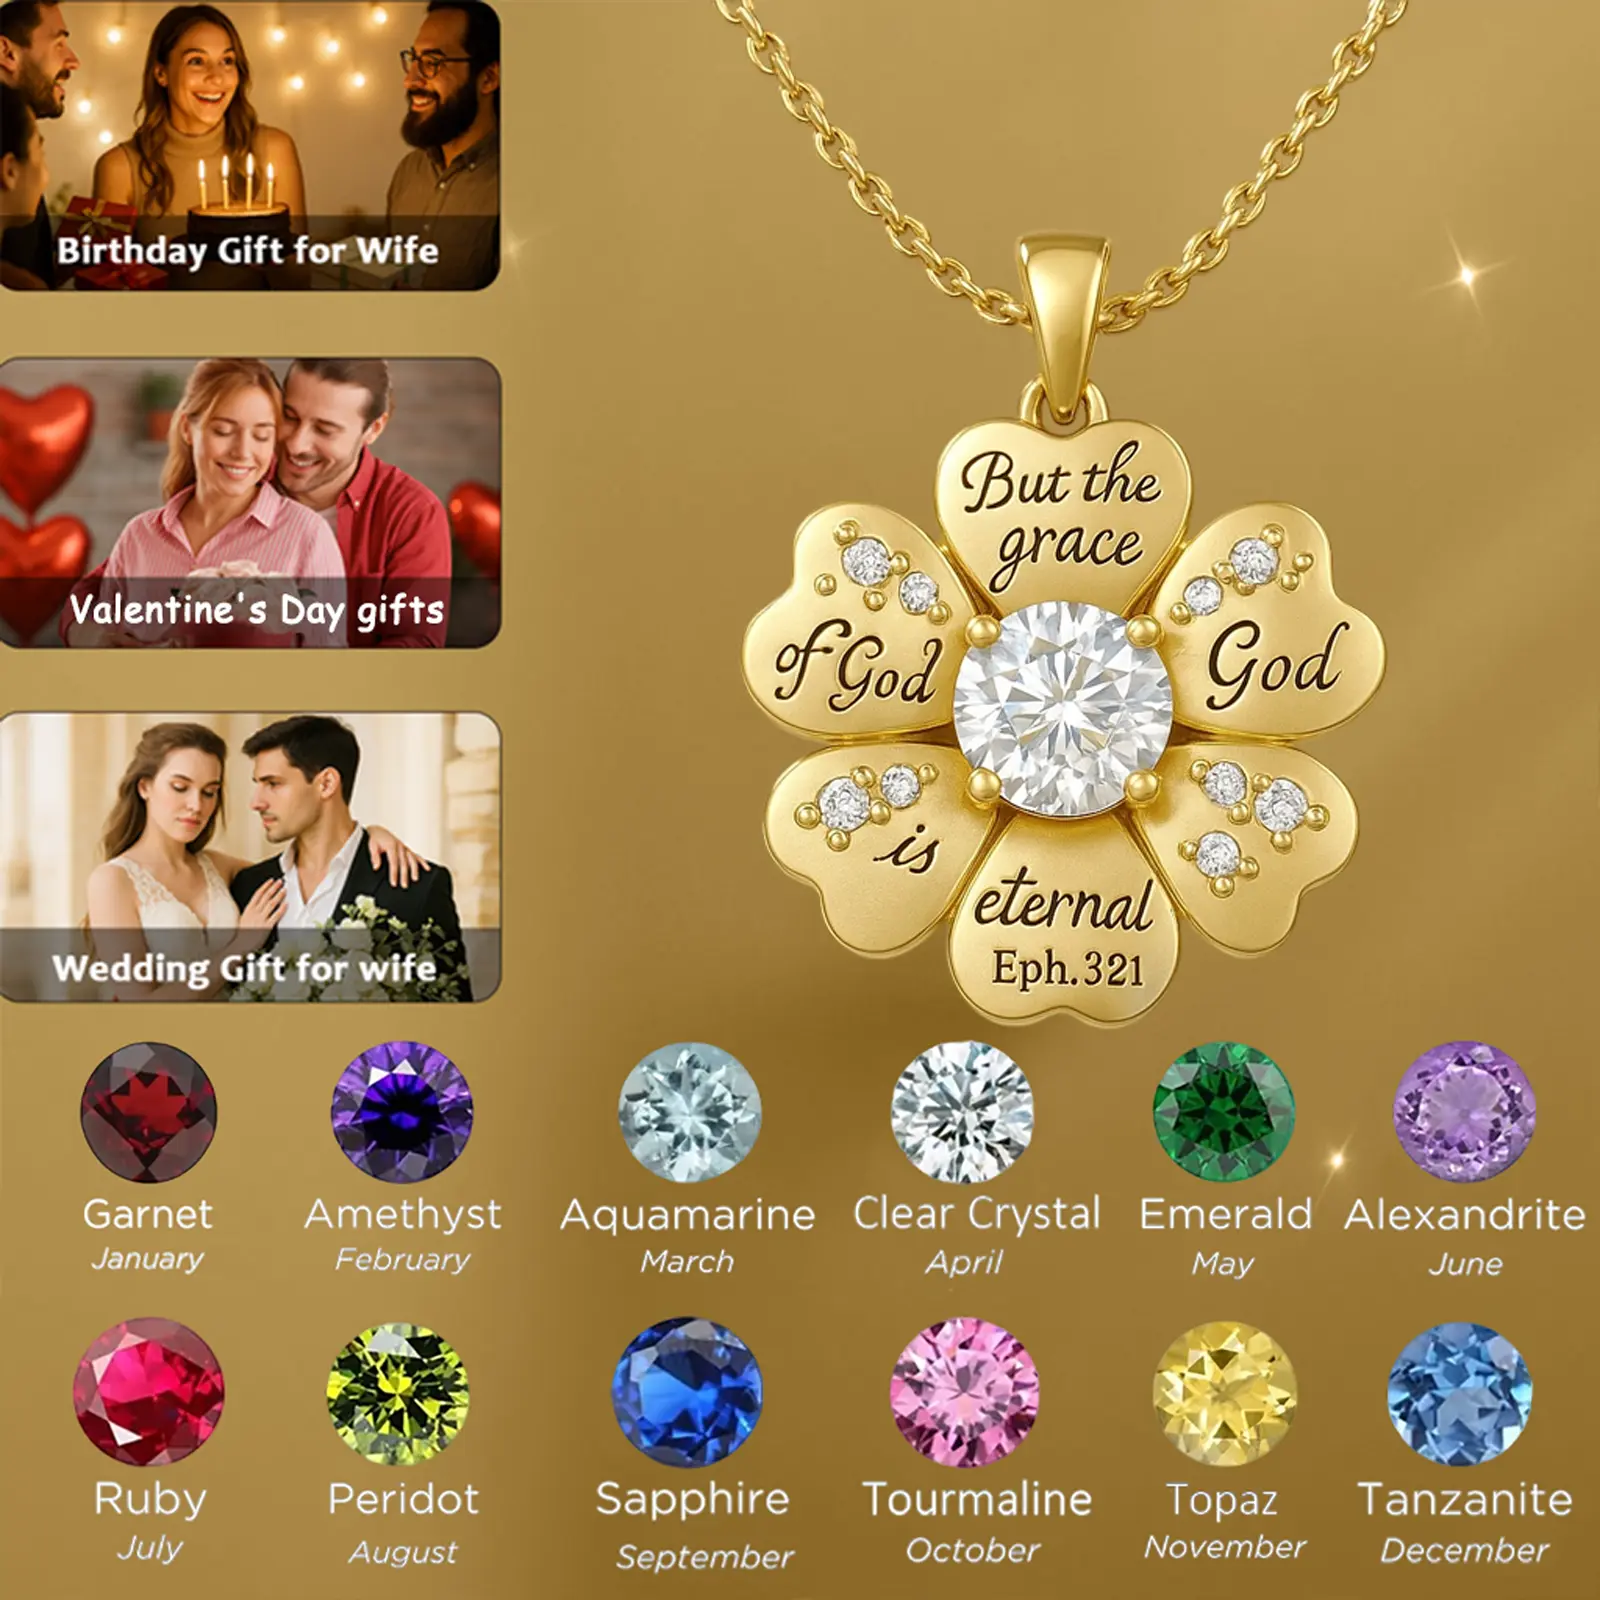 Birthday Gift for Wife
Valentine's Day gifts
Wedding Gift for wife
But the
grace
of God
God
is
eternal
Eph.321
Garnet
January
Amethyst
February
Aquamarine
March
Clear Crystal
April
Emerald
May
Alexandrite
June
Ruby
July
Peridot
August
Sapphire
September
Tourmaline
October
Topaz
November
Tanzanite
December